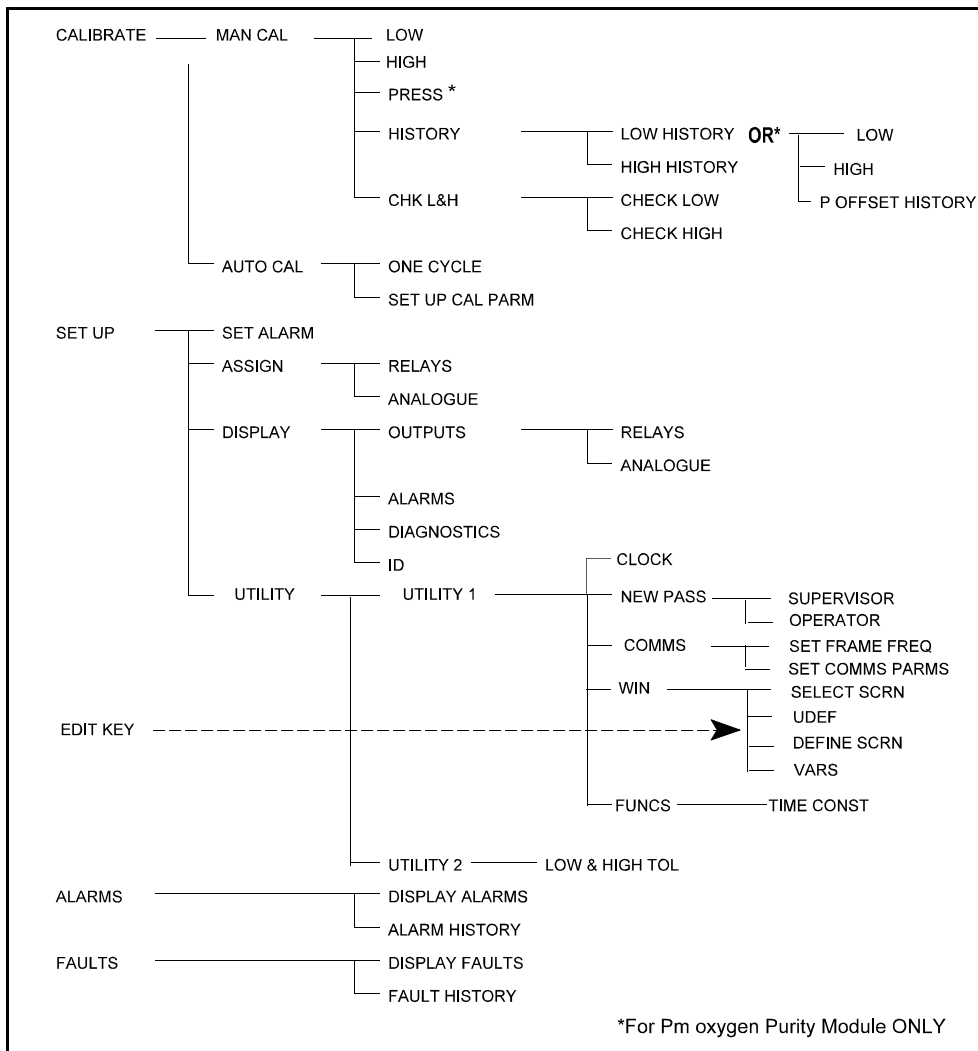 CALIBRATE MAN CAL LOW
HIGH
PRESS *
HISTORY LOW HISTORY OR* LOW
HIGH HISTORY HIGH
CHK L&H CHECK LOW P OFFSET HISTORY
CHECK HIGH
AUTO CAL ONE CYCLE
SET UP CAL PARM
SET UP SET ALARM
ASSIGN RELAYS
ANALOGUE
DISPLAY OUTPUTS RELAYS
ANALOGUE
ALARMS
DIAGNOSTICS
ID CLOCK
UTILITY UTILITY 1 NEW PASS SUPERVISOR
OPERATOR
COMMS SET FRAME FREQ
SET COMMS PARMS
WIN SELECT SCRN
EDIT KEY UDEF
DEFINE SCRN
VARS
FUNCS TIME CONST
UTILITY 2 LOW & HIGH TOL
ALARMS DISPLAY ALARMS
ALARM HISTORY
FAULTS DISPLAY FAULTS
FAULT HISTORY
*For Pm oxygen Purity Module ONLY